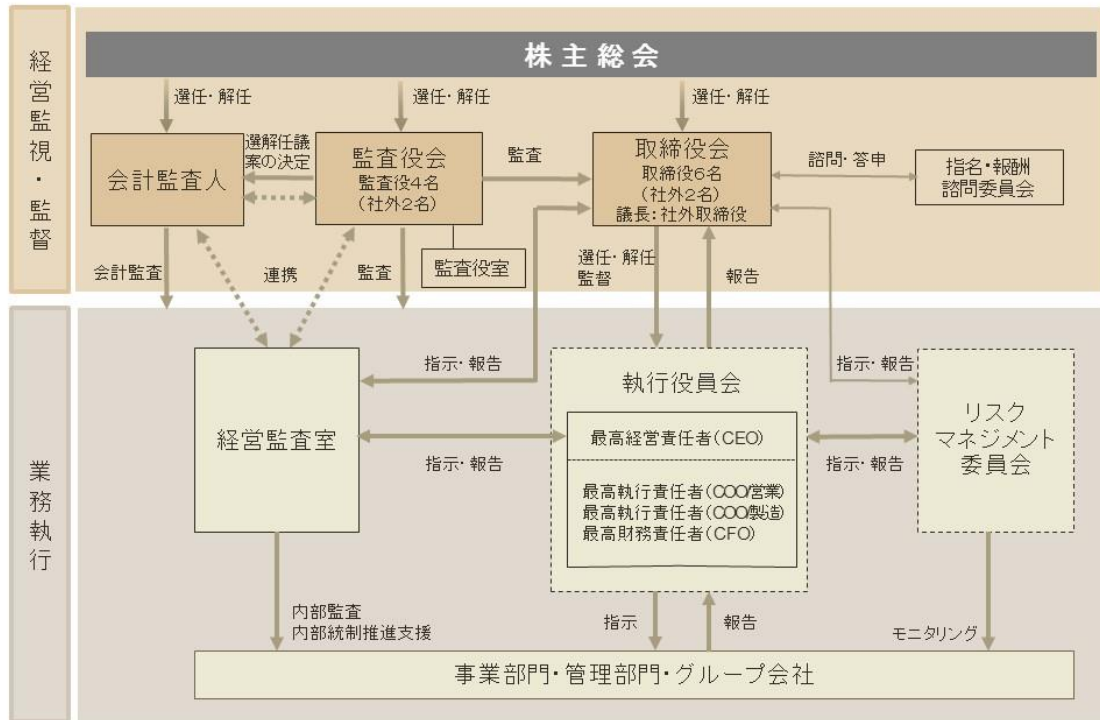 経営監視・監督
株主総会
選任・解任
選任・解任
選任・解任
会計監査人
選解任議
案の決定
監査役会
監査役4名
(社外2名)
監査
取締役会
取締役6名
(社外2名)
議長：社外取締役
諮問・答申
指名・報酬
諮問委員会
監査役室
会計監査
連携
監査
選任・解任
監督
報告
業務執行
指示・報告
指示・報告
経営監査室
指示・報告
執行役員会
最高経営責任者(CEO)
最高執行責任者(COO/営業)
最高執行責任者(COO/製造)
最高財務責任者(CFO)
指示・報告
リスク
マネジメント
委員会
内部監査
内部統制推進支援
指示
報告
モニタリング
事業部門・管理部門・グループ会社